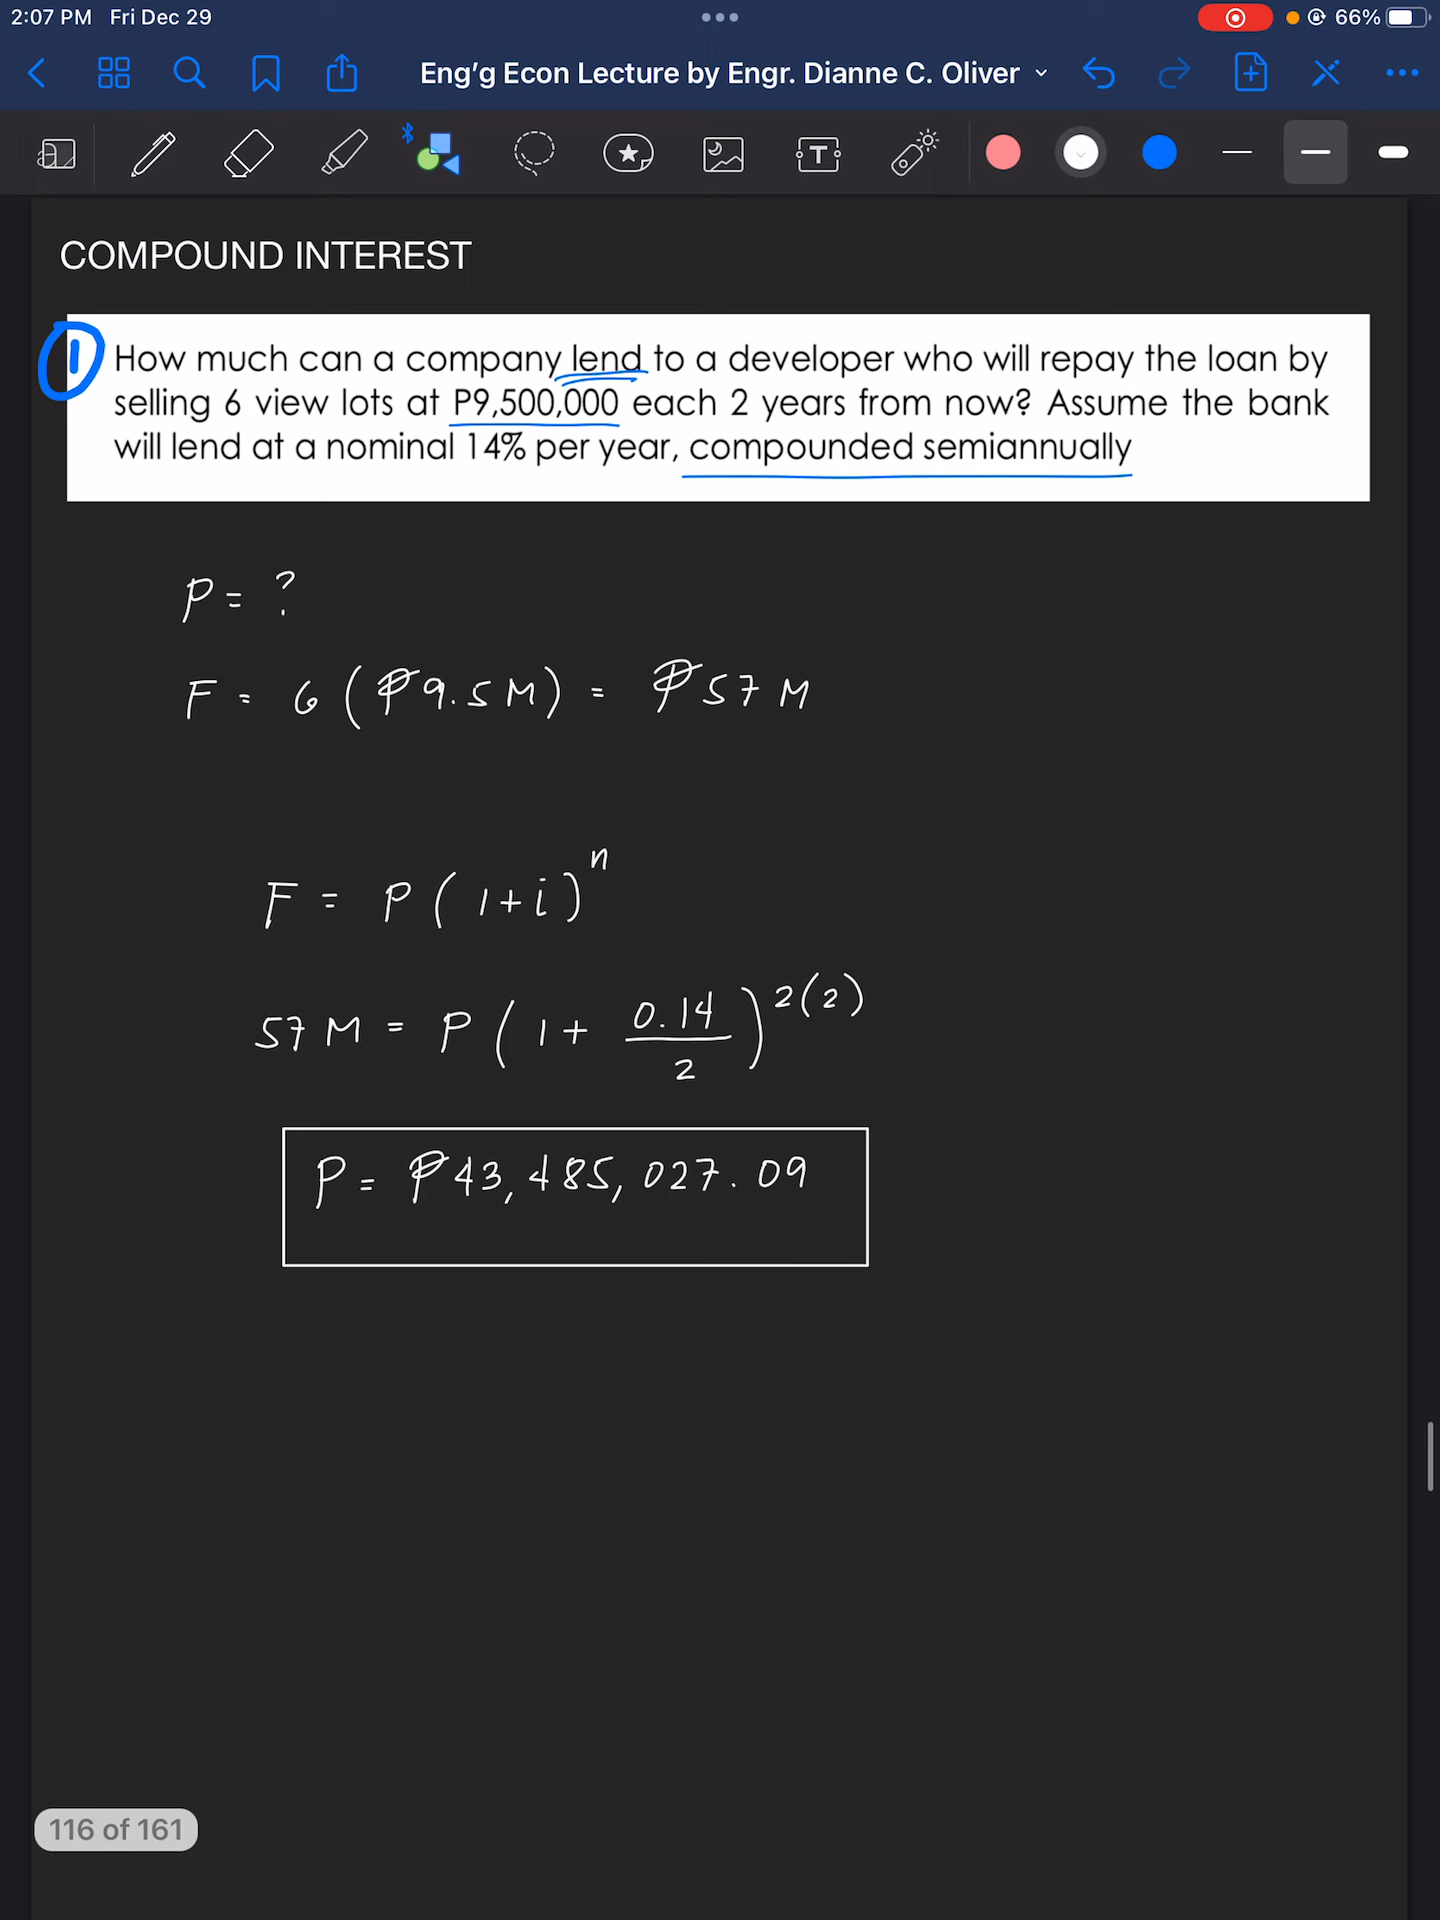 2:07 PM Fri Dec 29
66%
Eng'g Econ Lecture by Engr. Dianne C. Oliver
COMPOUND INTEREST
1 How much can a company lend to a developer who will repay the loan by
selling 6 view lots at P9,500,000 each 2 years from now? Assume the bank
will lend at a nominal 14% per year, compounded semiannually
P = ?
F = 6 (₱9.5M) = ₱57 M
F = P(1+i)ⁿ
57 M = P(1 + 0.14/2)²⁽²⁾
P = ₱43,485,027.09
116 of 161